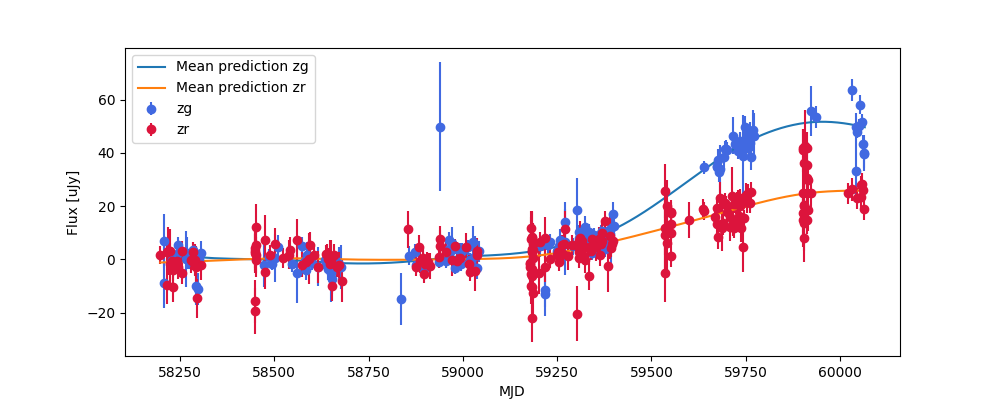 Mean prediction zg
Mean prediction zr
zg
zr
Flux [uJy]
60
40
20
0
−20
58250 58500 58750 59000 59250 59500 59750 60000
MJD